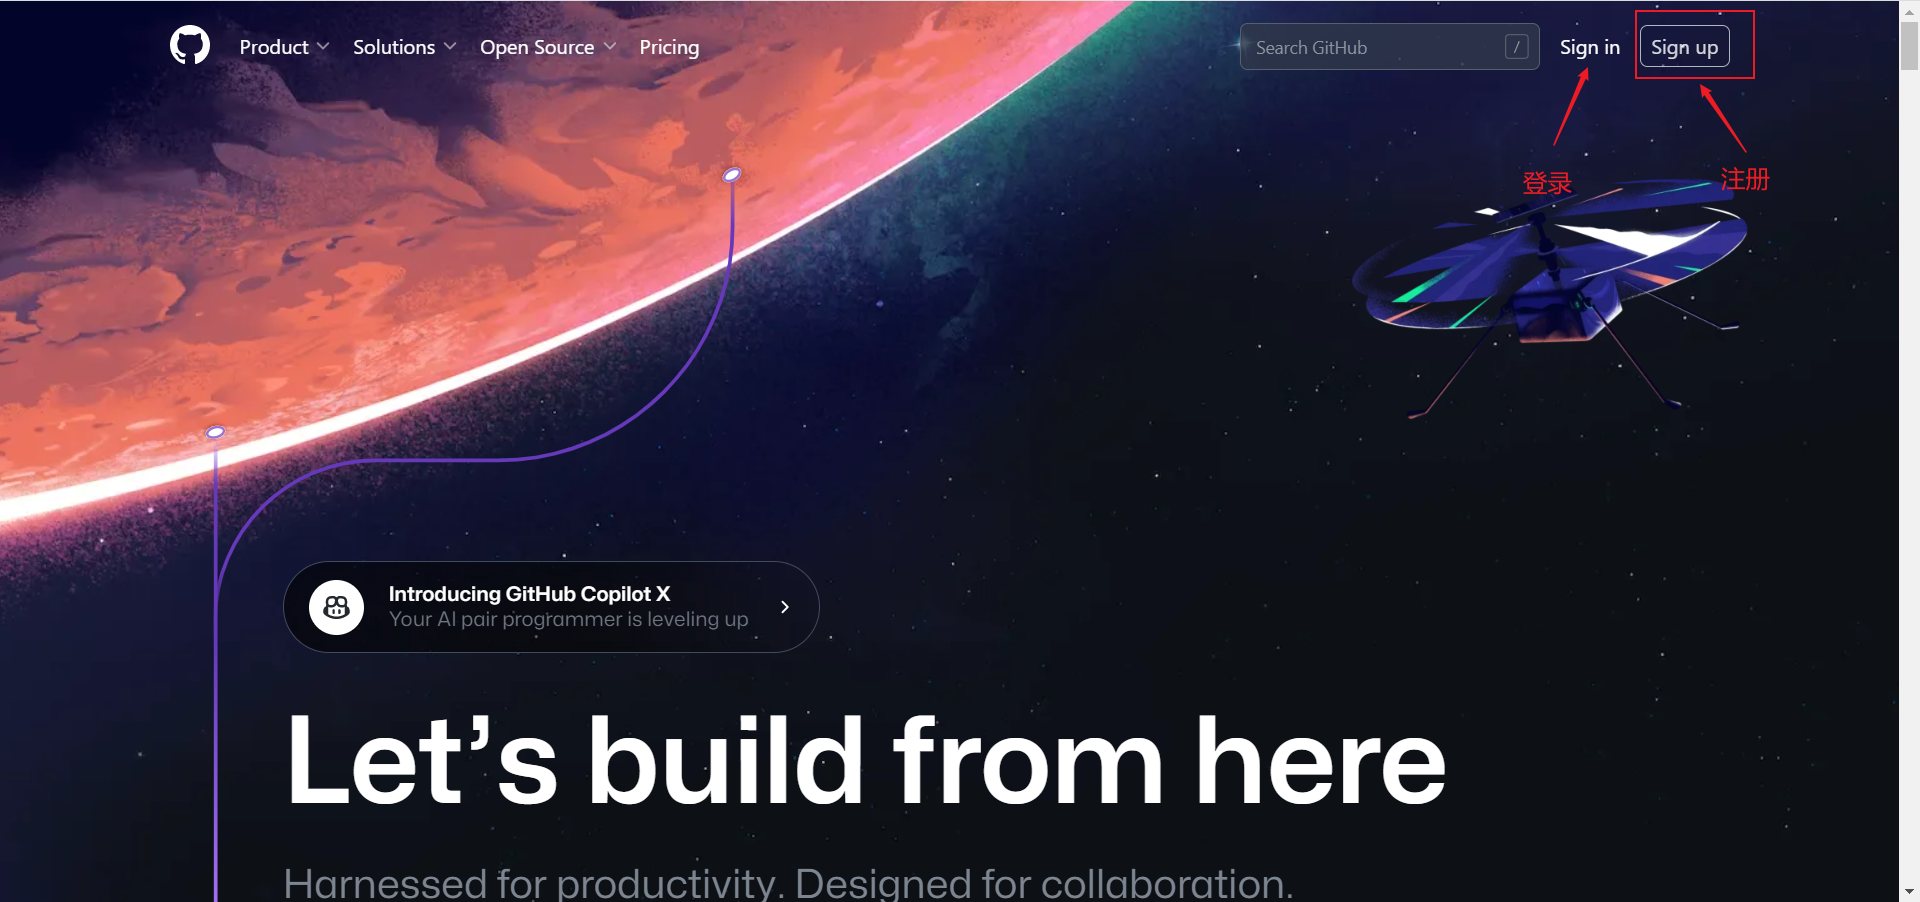 Product Solutions Open Source Pricing Search GitHub / Sign in Sign up
登录 注册
Introducing GitHub Copilot X
Your AI pair programmer is leveling up
Let’s build from here
Harnessed for productivity. Designed for collaboration.